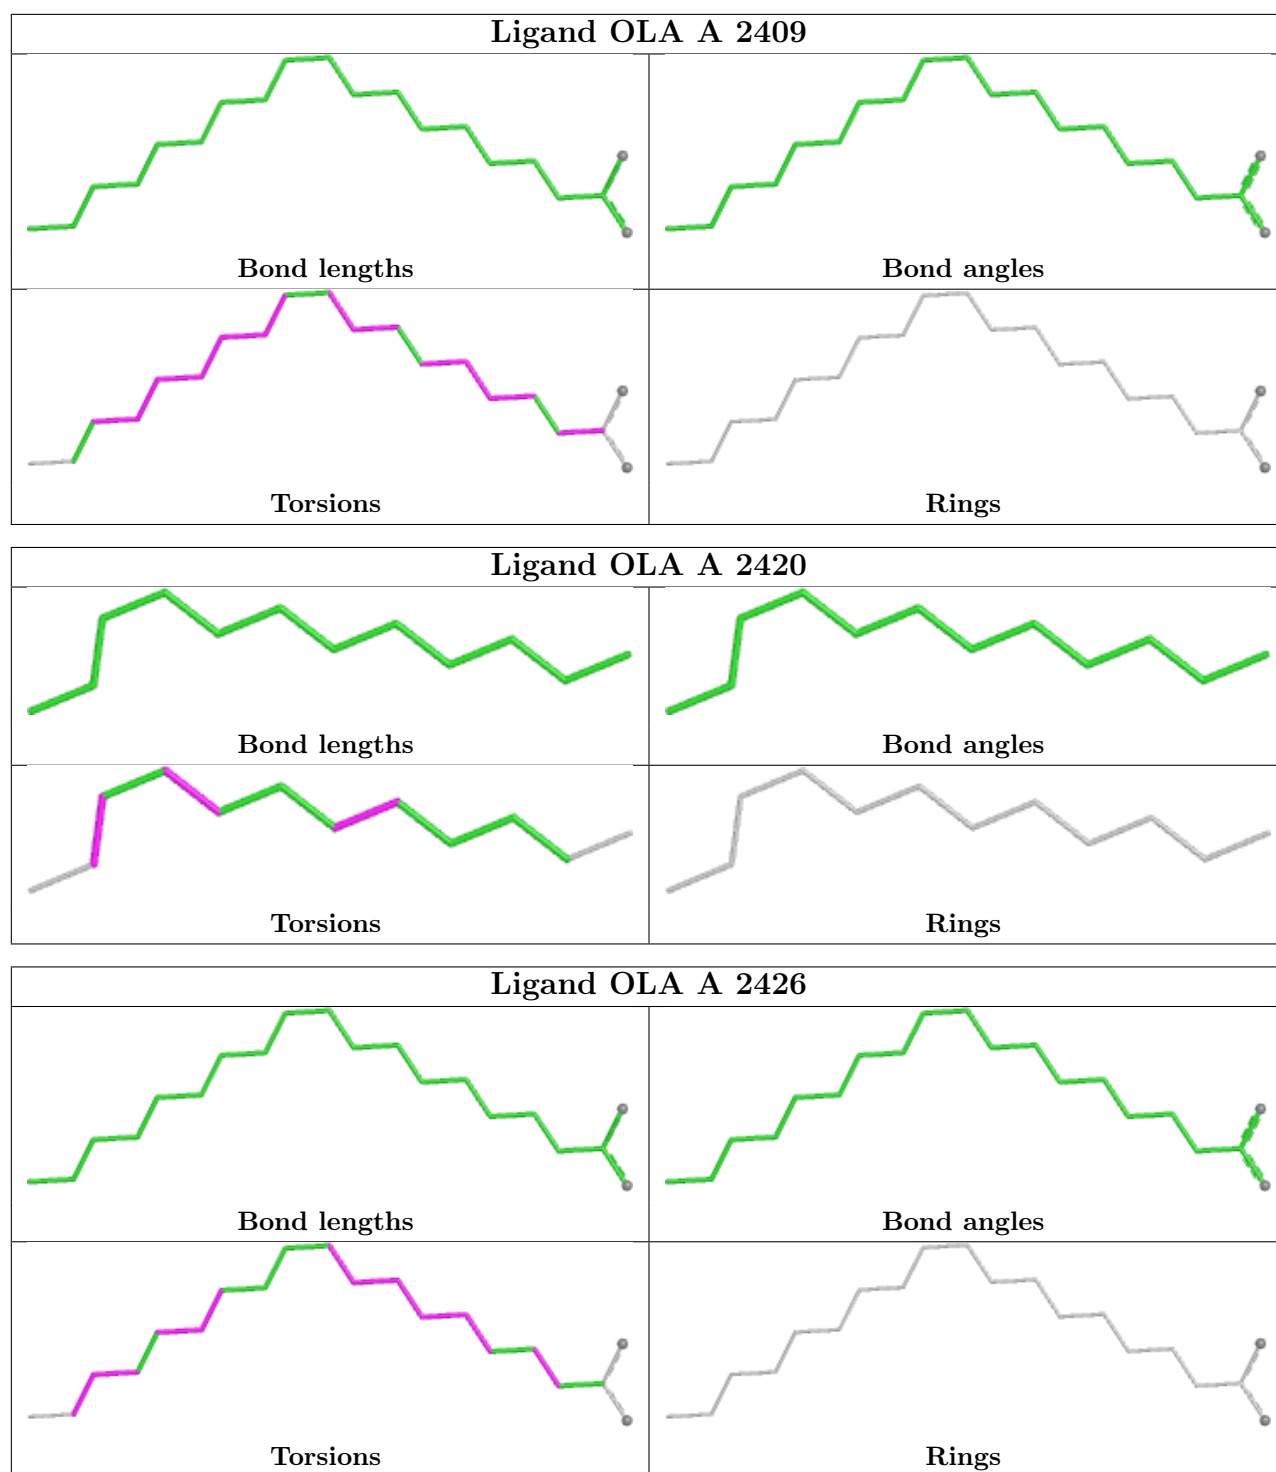 Ligand OLA A 2409
Bond lengths
Bond angles
Torsions
Rings
Ligand OLA A 2420
Bond lengths
Bond angles
Torsions
Rings
Ligand OLA A 2426
Bond lengths
Bond angles
Torsions
Rings